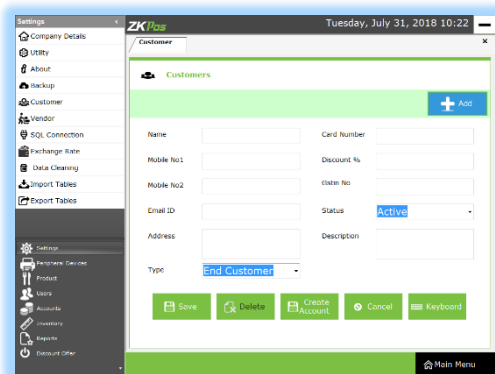 Settings
ZKPos
Tuesday, July 31, 2018 10:22
Company Details
Utility
About
Backup
Customer
Vendor
SQL Connection
Exchange Rate
Data Cleaning
Import Tables
Export Tables
Settings
Peripheral Devices
Product
Users
Accounts
Inventory
Reports
Discount Offer
Customer
Customers
Add
Name
Card Number
Mobile No1
Discount %
Mobile No2
Gstin No
Email ID
Status
Active
Address
Description
Type
End Customer
Save
Delete
Create Account
Cancel
Keyboard
Main Menu